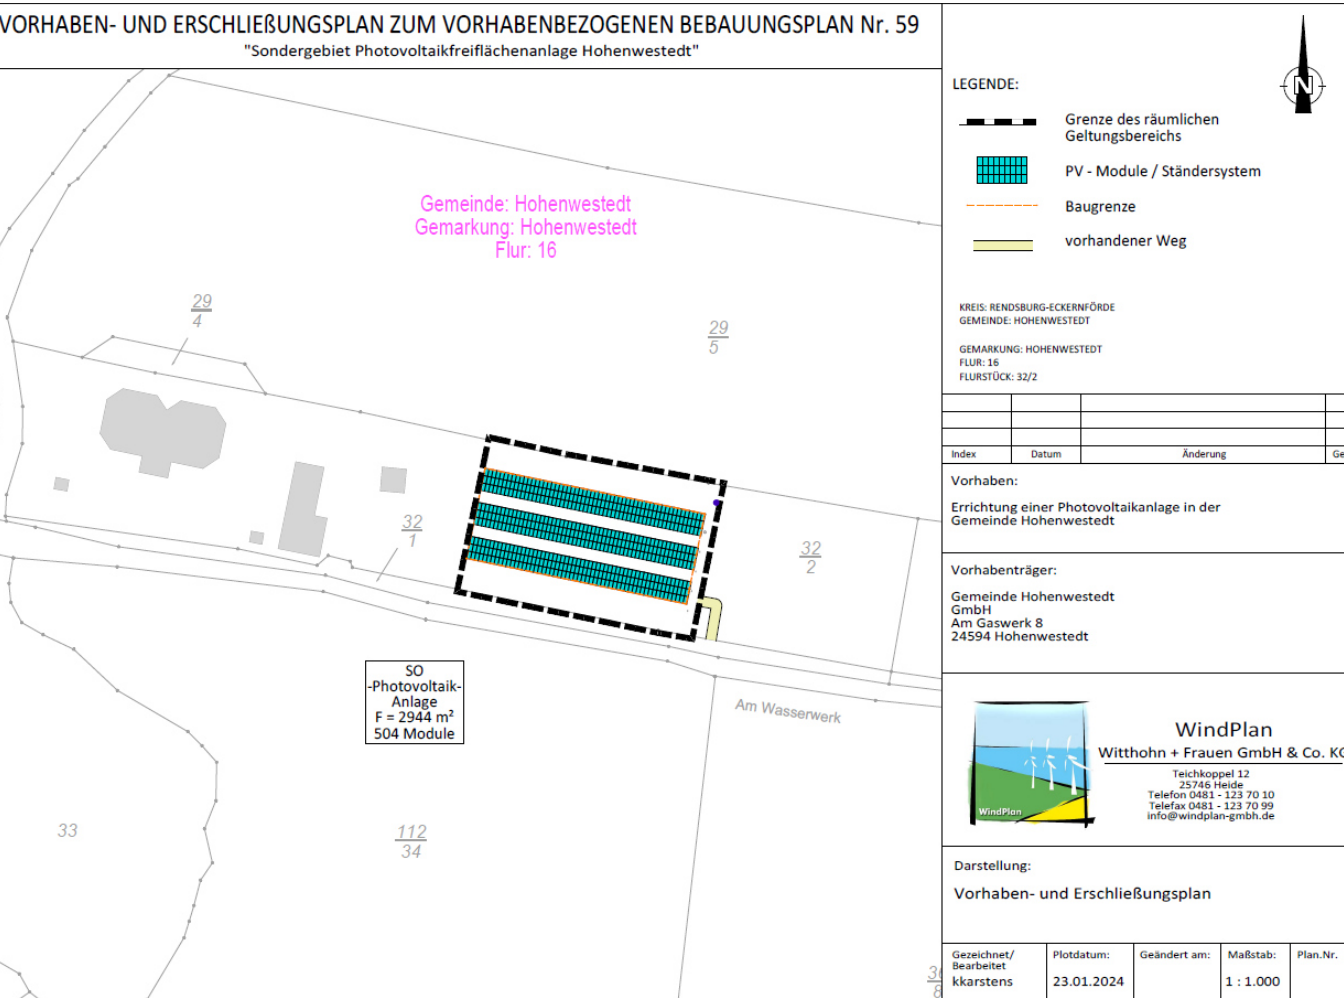 VORHABEN- UND ERSCHLIEßUNGSPLAN ZUM VORHABENBEZOGENEN BEBAUUNGSPLAN Nr. 59
"Sondergebiet Photovoltaikfreiflächenanlage Hohenwestedt"
Gemeinde: Hohenwestedt
Gemarkung: Hohenwestedt
Flur: 16
29
4
29
5
32
1
32
2
SO
-Photovoltaik-
Anlage
F = 2944 m²
504 Module
Am Wasserwerk
33
112
34
LEGENDE:
N
Grenze des räumlichen
Geltungsbereichs
PV - Module / Ständersystem
Baugrenze
vorhandener Weg
KREIS: RENDSBURG-ECKERNFÖRDE
GEMEINDE: HOHENWESTEDT
GEMARKUNG: HOHENWESTEDT
FLUR: 16
FLURSTÜCK: 32/2
Index Datum Änderung Ge
Vorhaben:
Errichtung einer Photovoltaikanlage in der
Gemeinde Hohenwestedt
Vorhabenträger:
Gemeinde Hohenwestedt
GmbH
Am Gaswerk 8
24594 Hohenwestedt
WindPlan
WindPlan
Witthohn + Frauen GmbH & Co. KG
Teichkoppel 12
25746 Heide
Telefon 0481 - 123 70 10
Telefax 0481 - 123 70 99
info@windplan-gmbh.de
Darstellung:
Vorhaben- und Erschließungsplan
Gezeichnet/ Plotdatum: Geändert am: Maßstab: Plan.Nr.
Bearbeitet
kkarstens 23.01.2024 1 : 1.000